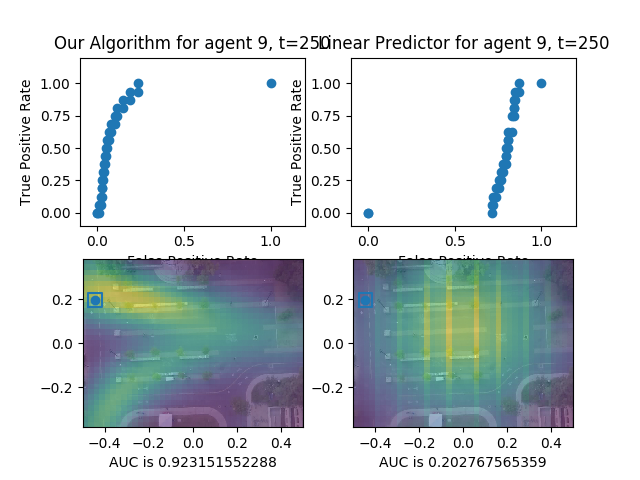 Our Algorithm for agent 9, t=250
Linear Predictor for agent 9, t=250
True Positive Rate
1.00
0.75
0.50
0.25
0.00
0.0 0.5 1.0
False Positive Rate
True Positive Rate
1.00
0.75
0.50
0.25
0.00
0.0 0.5 1.0
False Positive Rate
0.2
0.0
−0.2
−0.4 −0.2 0.0 0.2 0.4
AUC is 0.923151552288
0.2
0.0
−0.2
−0.4 −0.2 0.0 0.2 0.4
AUC is 0.202767565359